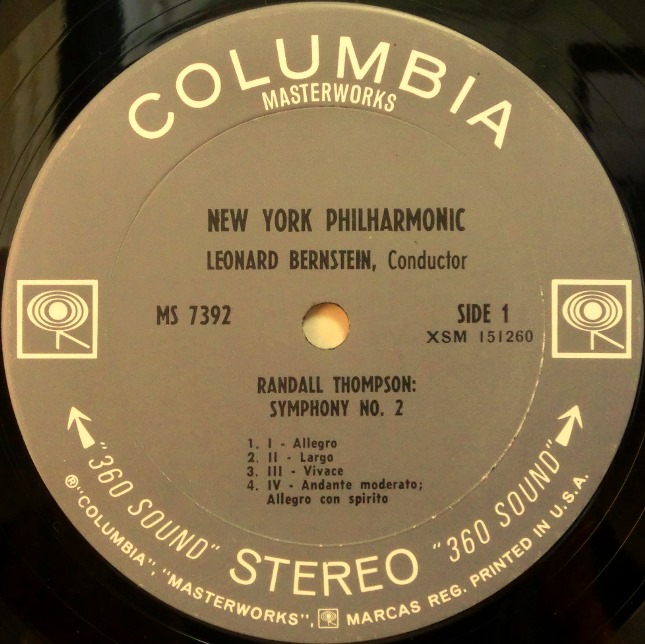 COLUMBIA
MASTERWORKS
NEW YORK PHILHARMONIC
LEONARD BERNSTEIN, Conductor
MS 7392
SIDE 1
XSM 151260
RANDALL THOMPSON:
SYMPHONY NO. 2
1. I - Allegro
2. II - Largo
3. III - Vivace
4. IV - Andante moderato;
Allegro con spirito
"360 SOUND" STEREO "360 SOUND"
®"COLUMBIA", "MASTERWORKS", MARCAS REG. PRINTED IN U.S.A.